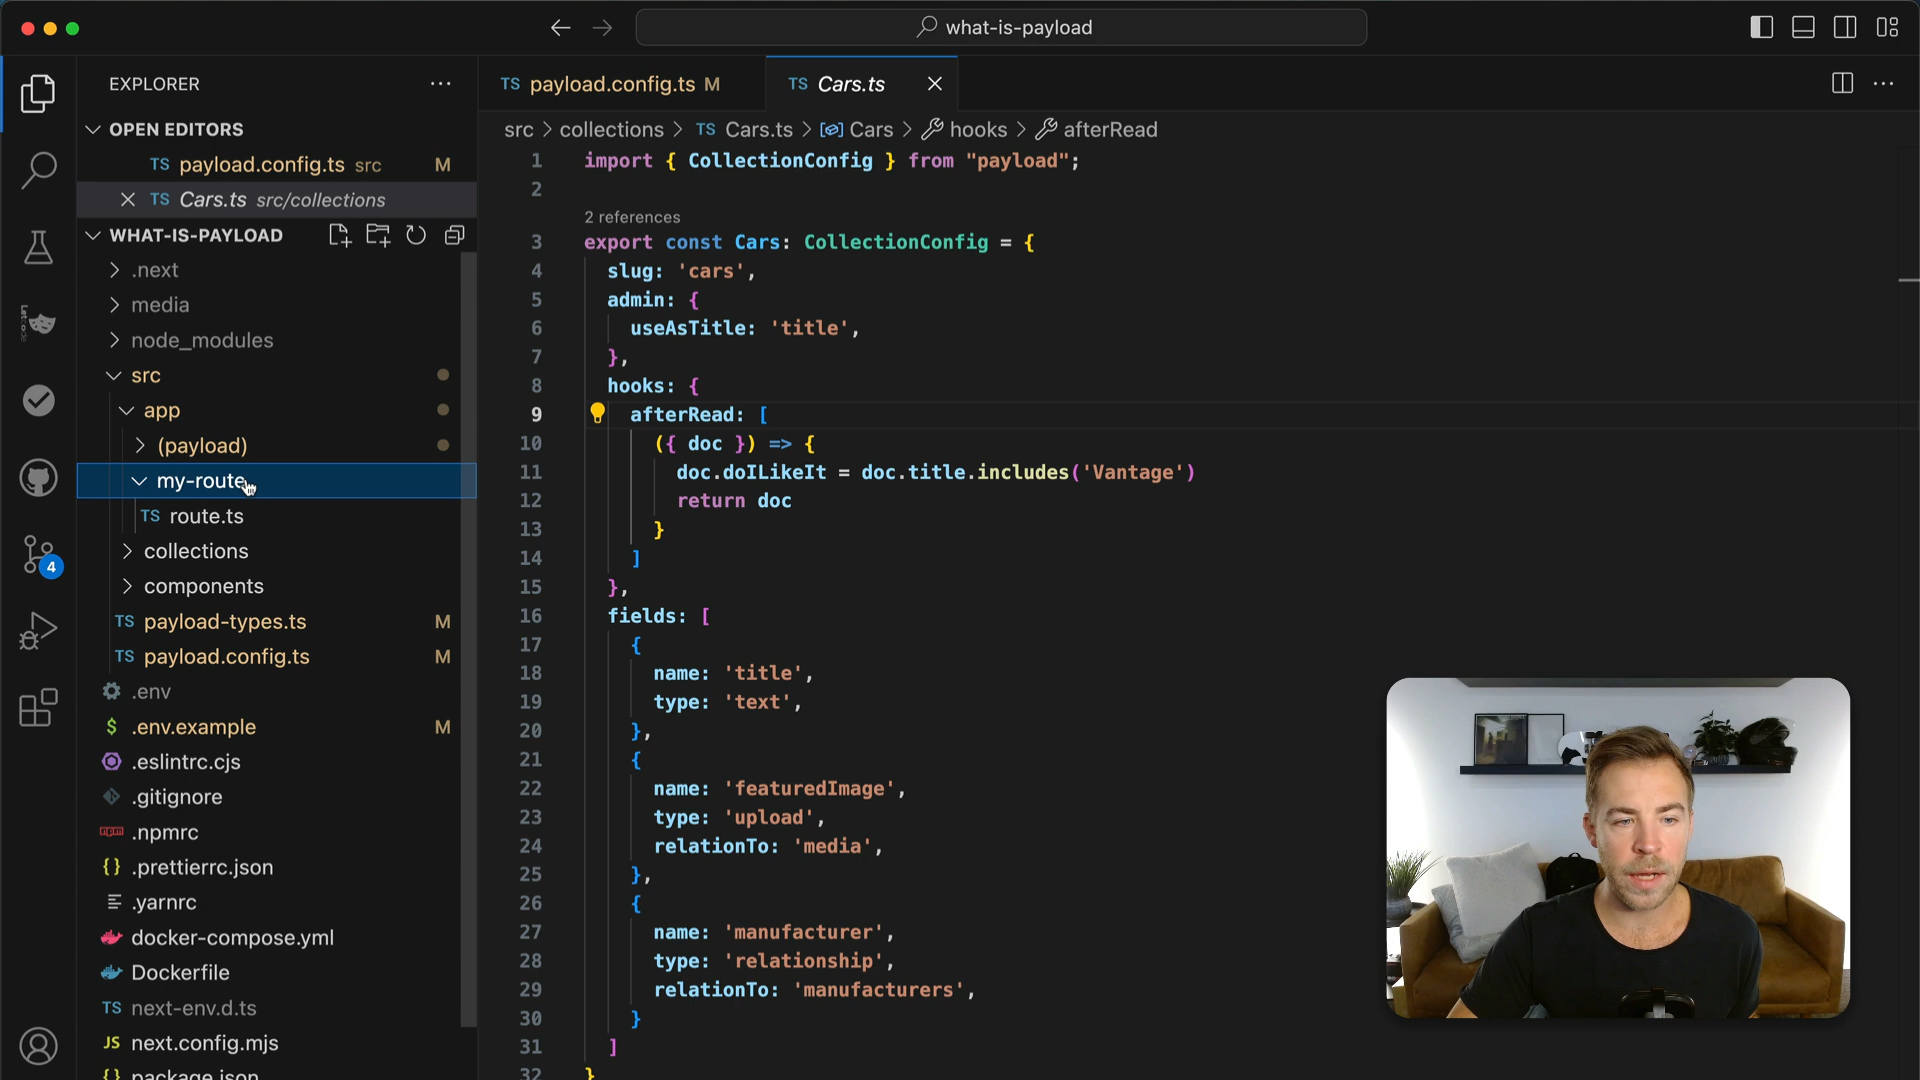 what-is-payload
EXPLORER
OPEN EDITORS
TS payload.config.ts src M
TS Cars.ts src/collections
WHAT-IS-PAYLOAD
.next
media
node_modules
src
app
(payload)
my-route
TS route.ts
collections
components
TS payload-types.ts M
TS payload.config.ts M
.env
$ .env.example M
.eslintrc.cjs
.gitignore
npm .npmrc
{} .prettierrc.json
.yarnrc
docker-compose.yml
Dockerfile
TS next-env.d.ts
JS next.config.mjs
{} package.json
4
TS payload.config.ts M
TS Cars.ts
src > collections > TS Cars.ts > Cars > hooks > afterRead
1 import { CollectionConfig } from "payload";
2
2 references
3 export const Cars: CollectionConfig = {
4 slug: 'cars',
5 admin: {
6 useAsTitle: 'title',
7 },
8 hooks: {
9 afterRead: [
10 ({ doc }) => {
11 doc.doILikeIt = doc.title.includes('Vantage')
12 return doc
13 }
14 ]
15 },
16 fields: [
17 {
18 name: 'title',
19 type: 'text',
20 },
21 {
22 name: 'featuredImage',
23 type: 'upload',
24 relationTo: 'media',
25 },
26 {
27 name: 'manufacturer',
28 type: 'relationship',
29 relationTo: 'manufacturers',
30 }
31 ]
32 }